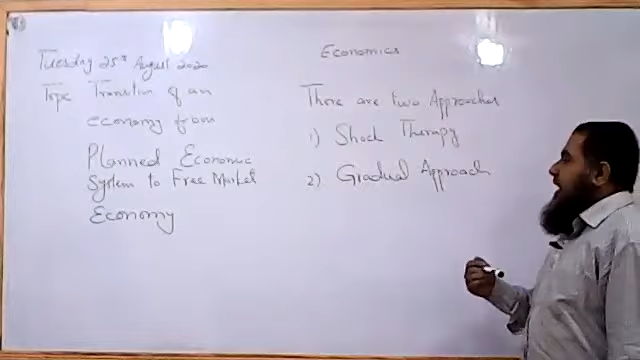 Economics
Tuesday 25th August 2020
Topic Transition of an
economy from
Planned Economic
System to Free Market
Economy
There are two Approaches
1) Shock Therapy
2) Gradual Approach